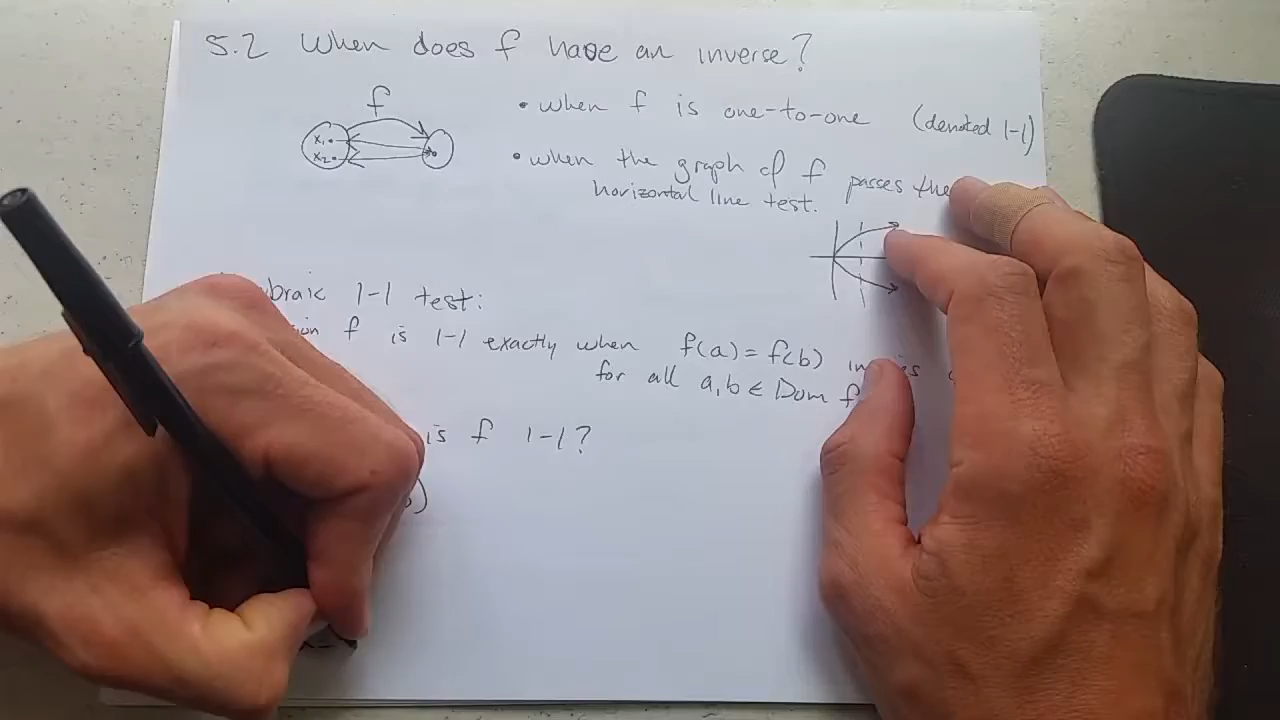 5.2 When does f have an inverse?
f
x₁
x₂
• when f is one-to-one (denoted 1-1)
• when the graph of f passes the
horizontal line test.
braic 1-1 test:
f is 1-1 exactly when f(a)=f(b)
for all a,b ∈ Dom f
is f 1-1?